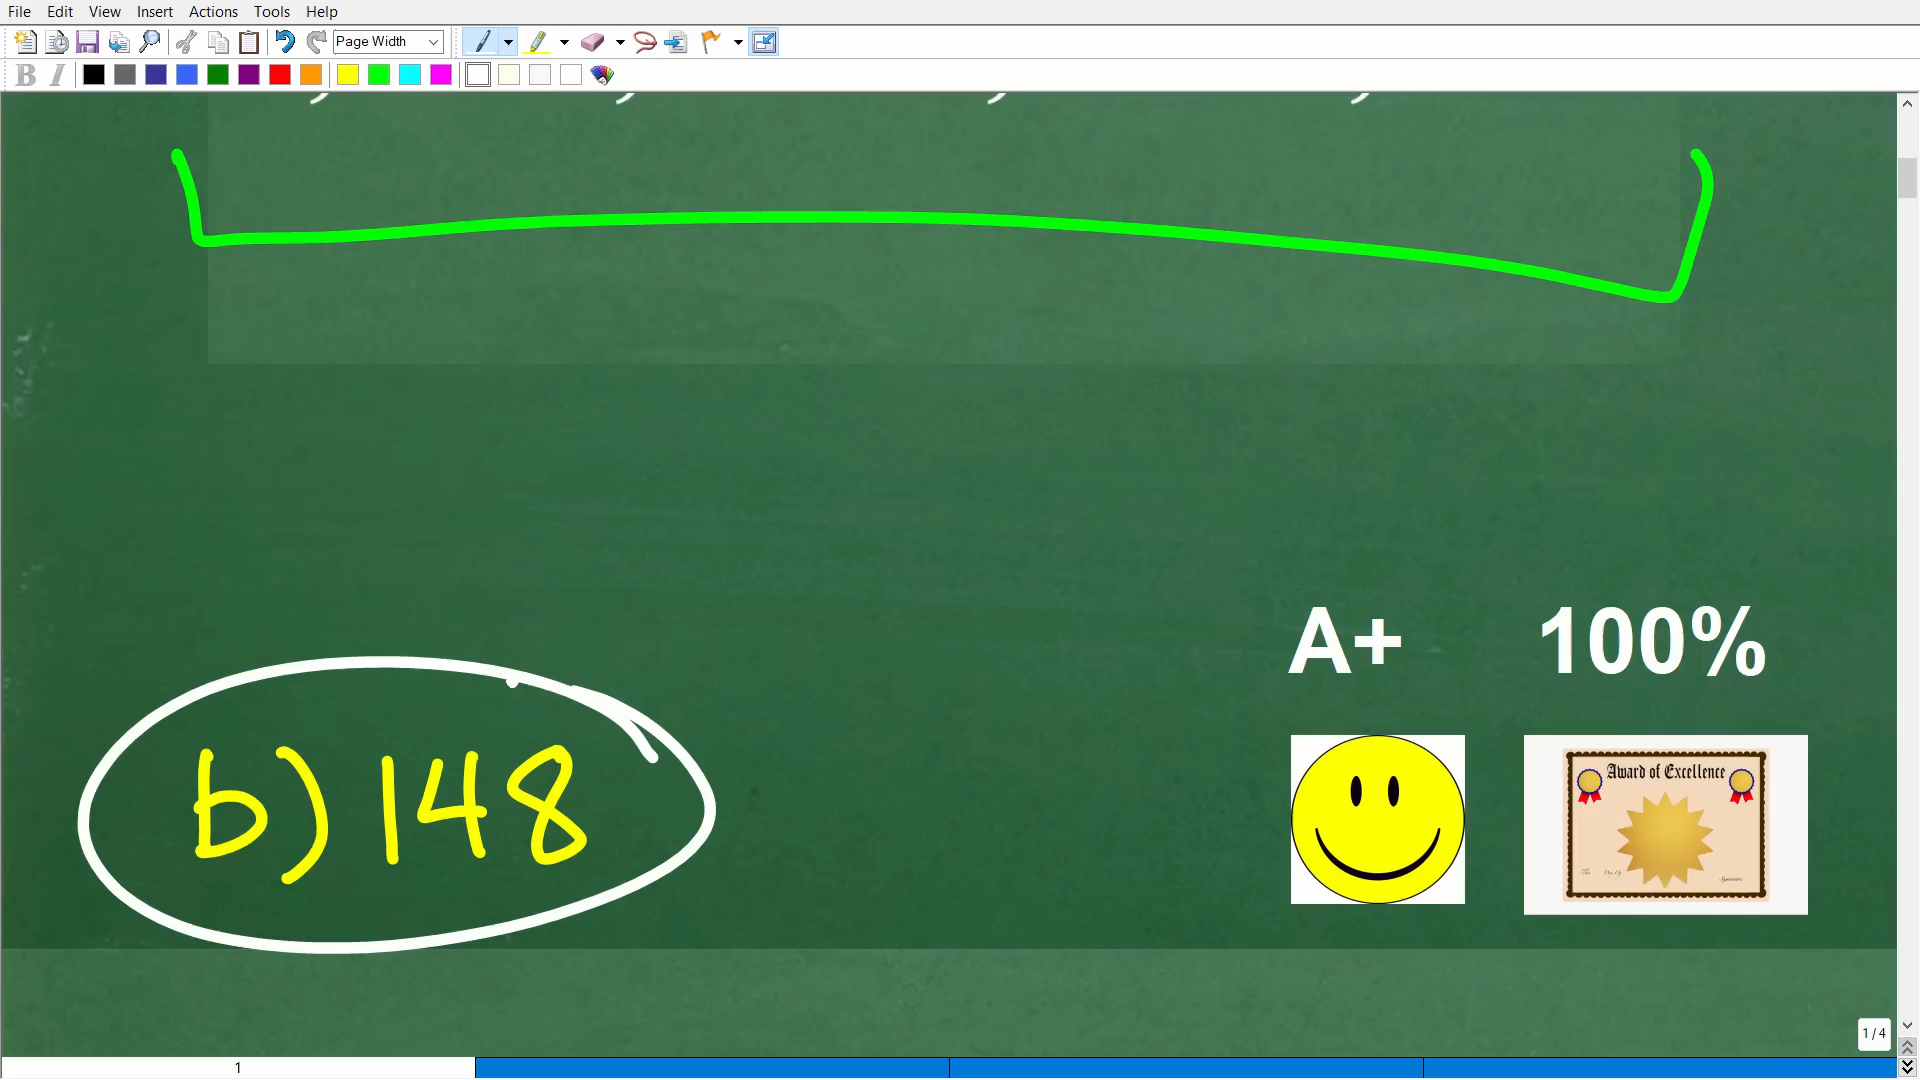 File Edit View Insert Actions Tools Help
Page Width
B I
A+ 100%
b) 148
Award of Excellence
1 / 4
1